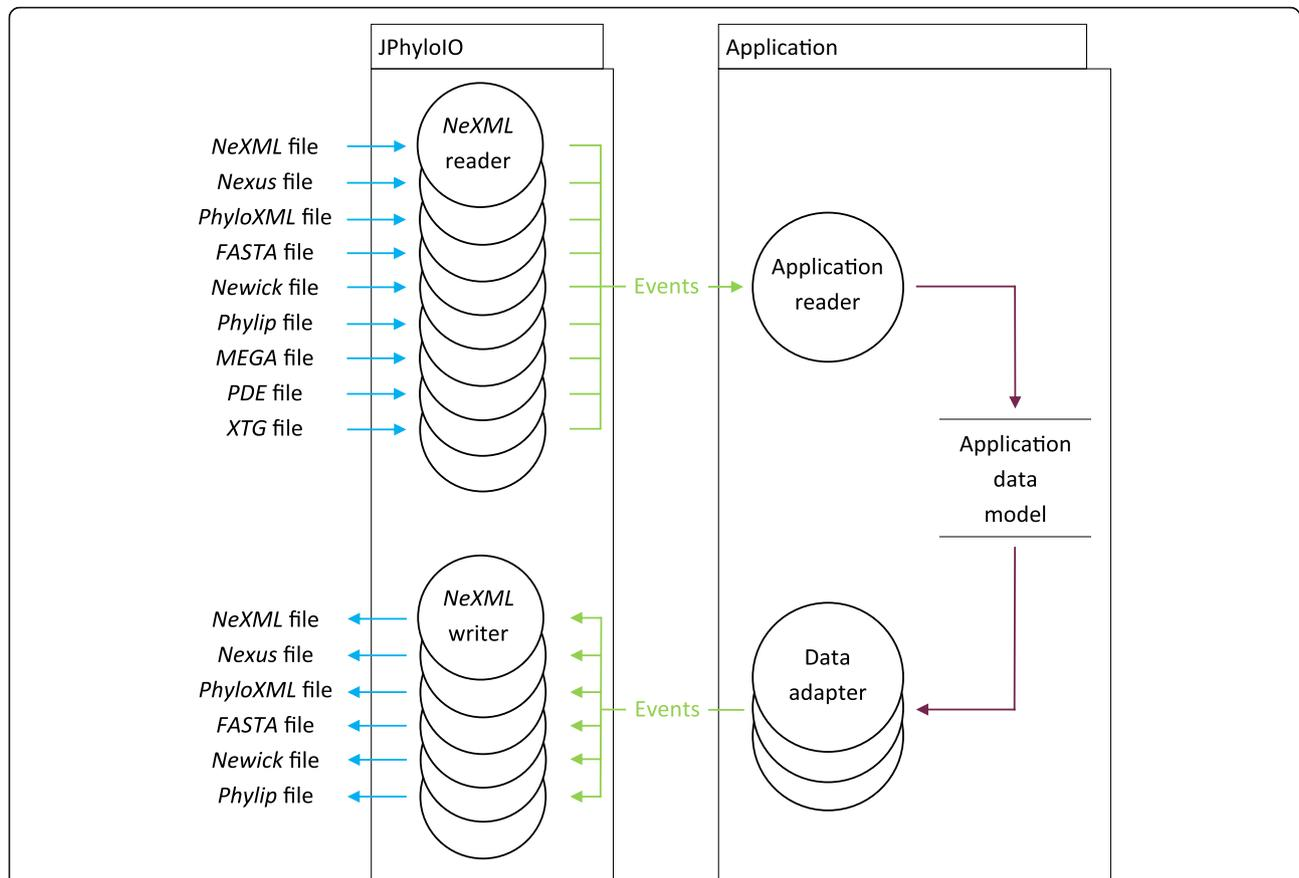 JPhyloIO
Application
NeXML
reader
NeXML file
Nexus file
PhyloXML file
FASTA file
Newick file
Phylip file
MEGA file
PDE file
XTG file
Events
Application
reader
Application
data
model
NeXML
writer
NeXML file
Nexus file
PhyloXML file
FASTA file
Newick file
Phylip file
Events
Data
adapter